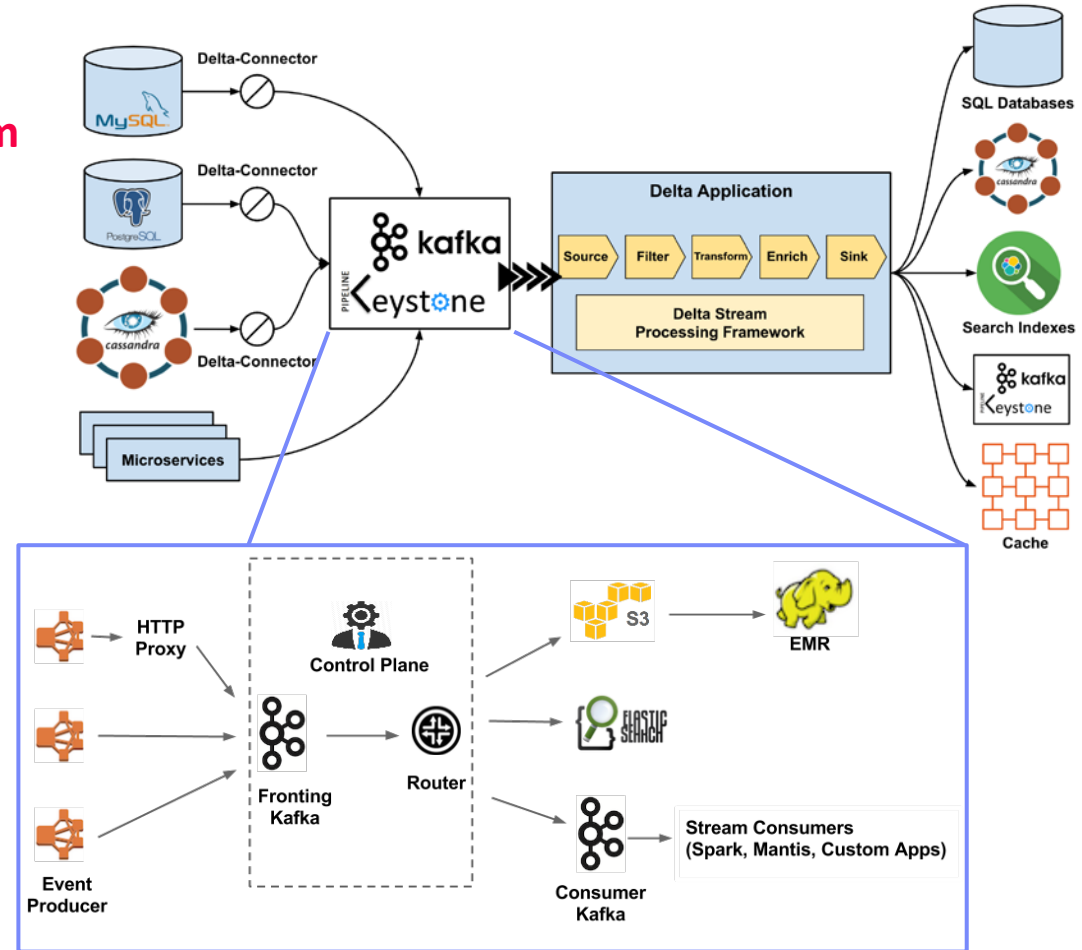 Delta-Connector
MySQL
m
Delta-Connector
PostgreSQL
cassandra
Delta-Connector
Microservices
kafka
PIPELINE
Keystone
Delta Application
Source
Filter
Transform
Enrich
Sink
Delta Stream
Processing Framework
SQL Databases
cassandra
Search Indexes
kafka
PIPELINE
Keystone
Cache
HTTP
Proxy
Event
Producer
Control Plane
Fronting
Kafka
Router
S3
EMR
ELASTIC
SEARCH
Consumer
Kafka
Stream Consumers
(Spark, Mantis, Custom Apps)